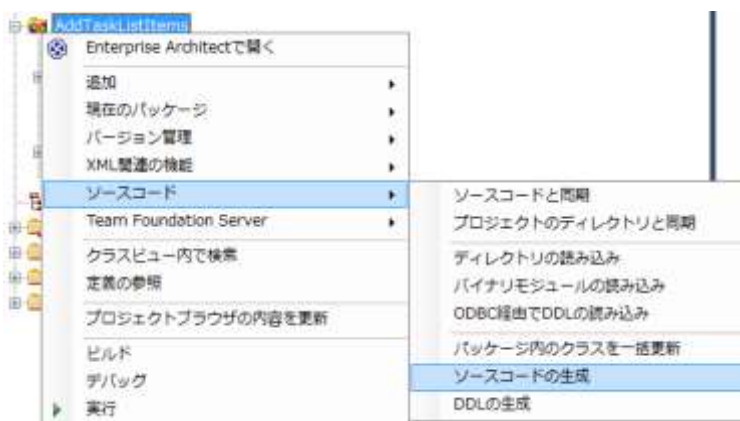 AddTaskListItems
Enterprise Architectで開く
追加
現在のパッケージ
バージョン管理
XML関連の機能
ソースコード
Team Foundation Server
クラスビュー内で検索
定義の参照
プロジェクトブラウザの内容を更新
ビルド
デバッグ
実行
ソースコードと同期
プロジェクトのディレクトリと同期
ディレクトリの読み込み
バイナリモジュールの読み込み
ODBC経由でDDLの読み込み
パッケージ内のクラスを一括更新
ソースコードの生成
DDLの生成